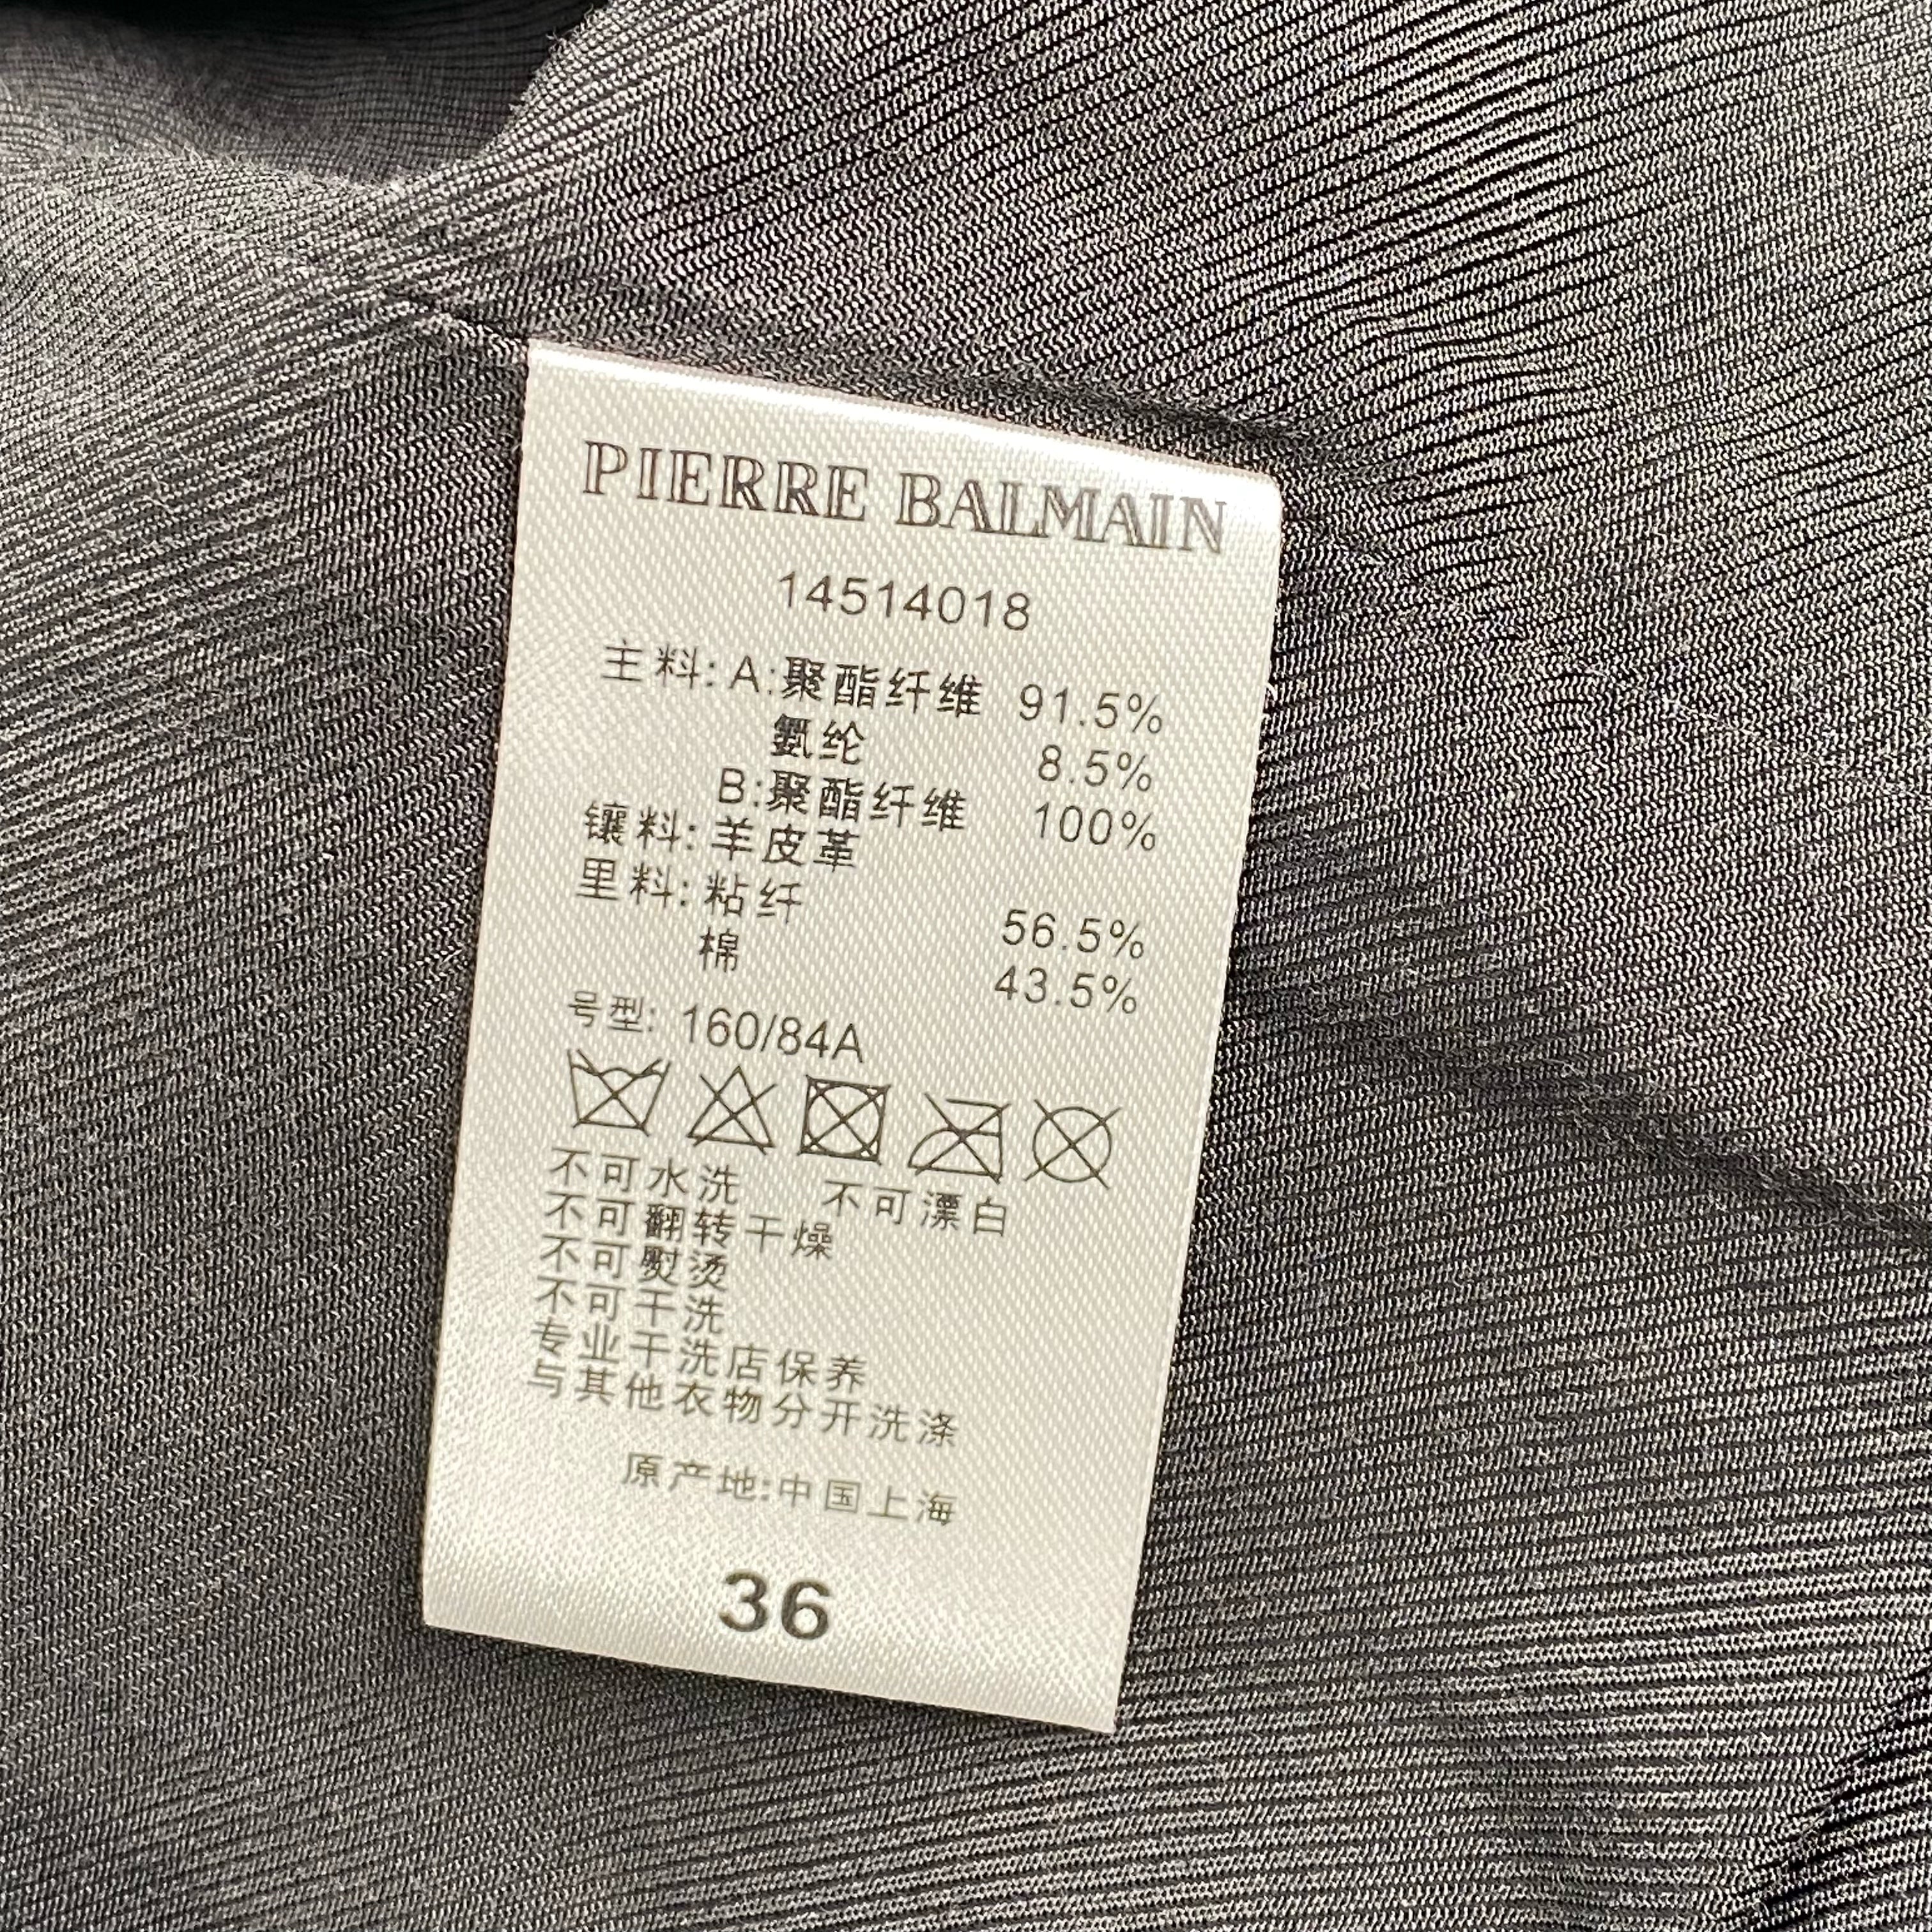 PIERRE BALMAIN
14514018
主料: A:聚酯纤维 91.5%
氨纶 8.5%
B:聚酯纤维 100%
镶料: 羊皮革
里料: 粘纤 56.5%
棉 43.5%
号型: 160/84A
不可水洗 不可漂白
不可翻转干燥
不可熨烫
不可干洗
专业干洗店保养
与其他衣物分开洗涤
原产地:中国上海
36